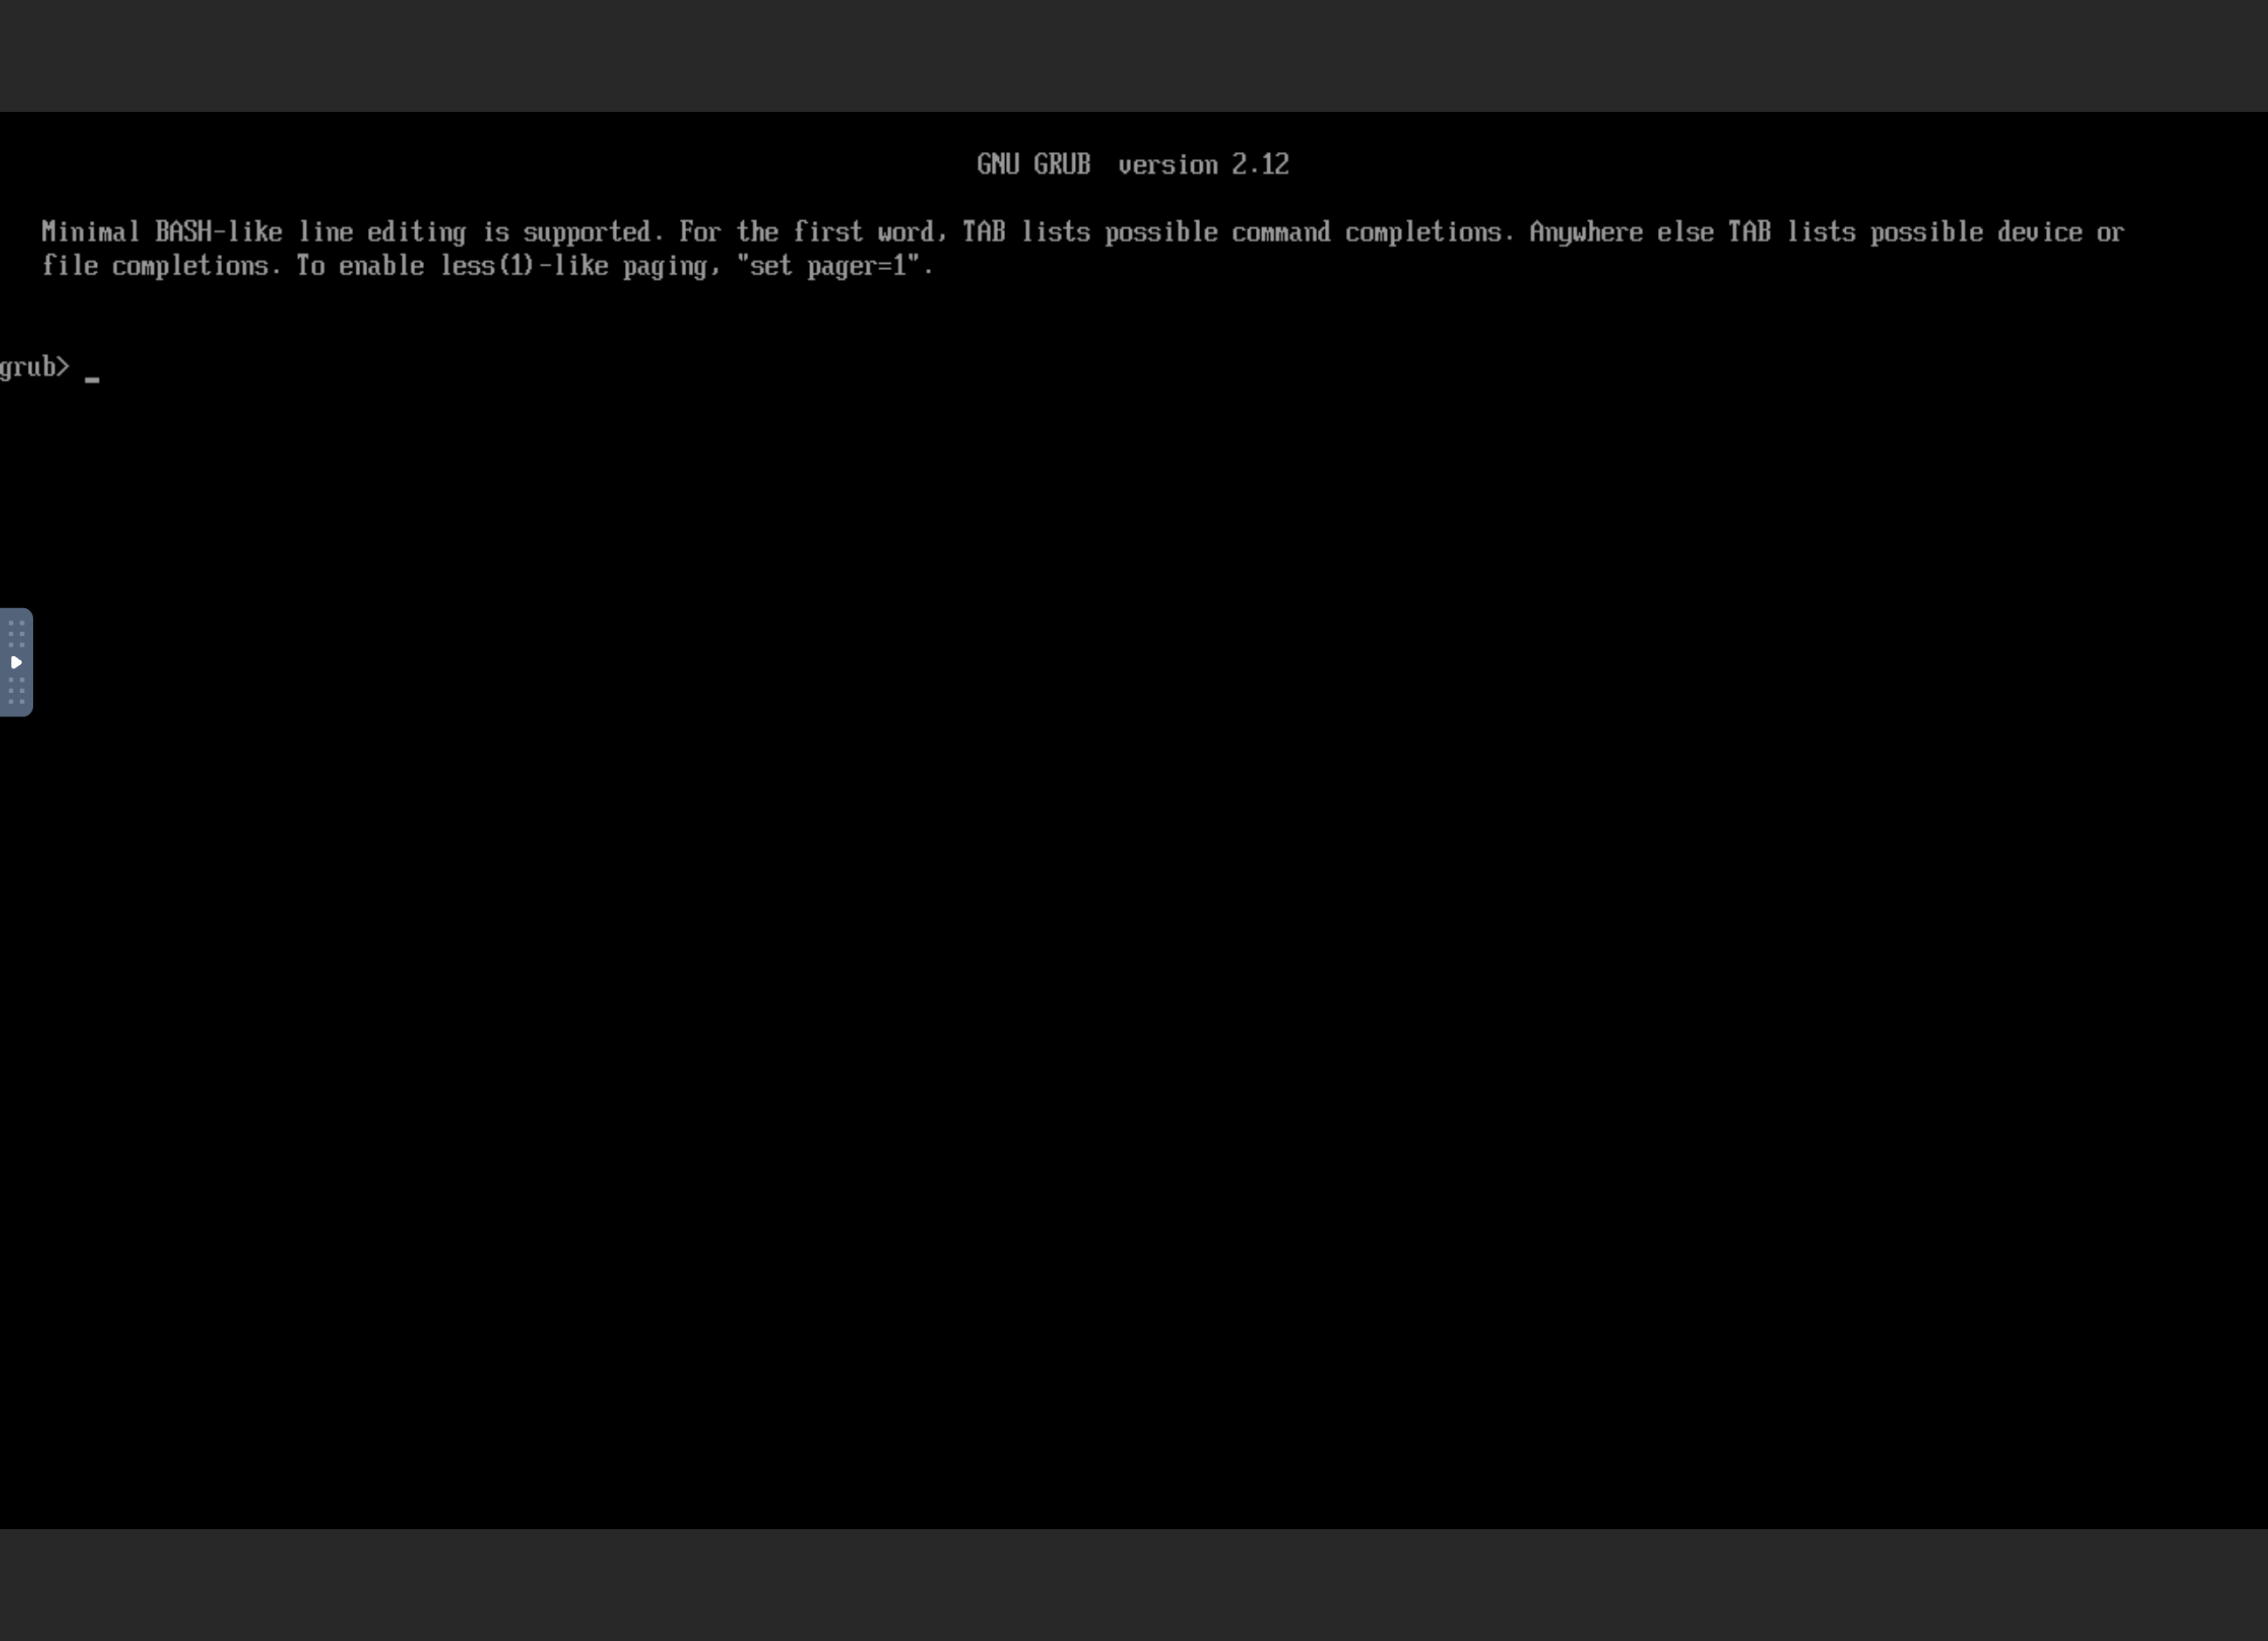 GNU GRUB  version 2.12
Minimal BASH-like line editing is supported. For the first word, TAB lists possible command completions. Anywhere else TAB lists possible device or
file completions. To enable less(1)-like paging, "set pager=1".
grub> _